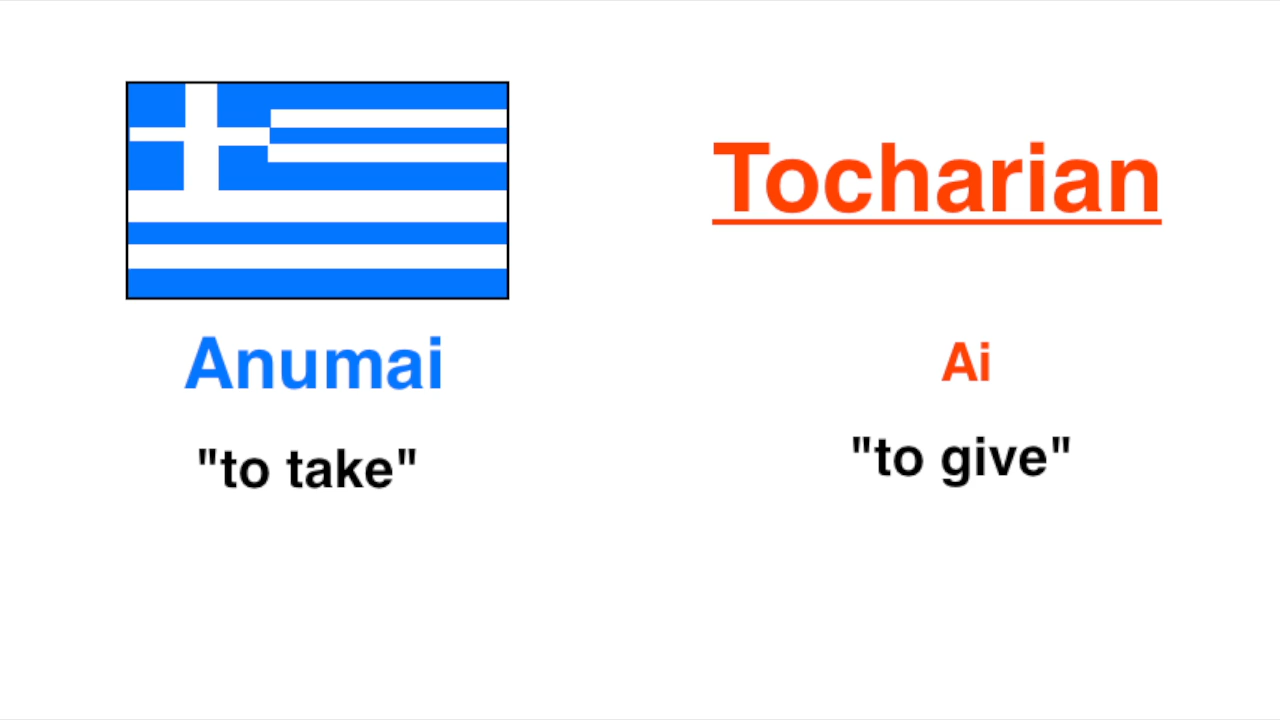 Tocharian
Anumai
Ai
"to take"
"to give"